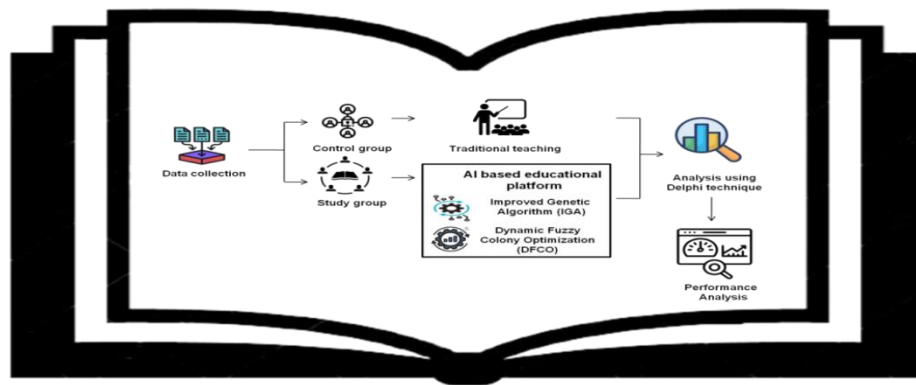 Data collection
Control group
Study group
Traditional teaching
AI based educational
platform
Improved Genetic
Algorithm (IGA)
Dynamic Fuzzy
Colony Optimization
(DFCO)
Analysis using
Delphi technique
Performance
Analysis